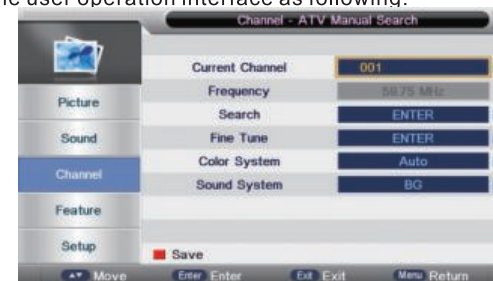 ne user operation interface as following:
Channel - ATV Manual Search
Current Channel 001
Frequency 59.75 MHz
Picture
Search ENTER
Sound
Fine Tune ENTER
Color System Auto
Channel
Sound System BG
Feature
Setup
Save
Move Enter Enter Exit Exit Menu Return